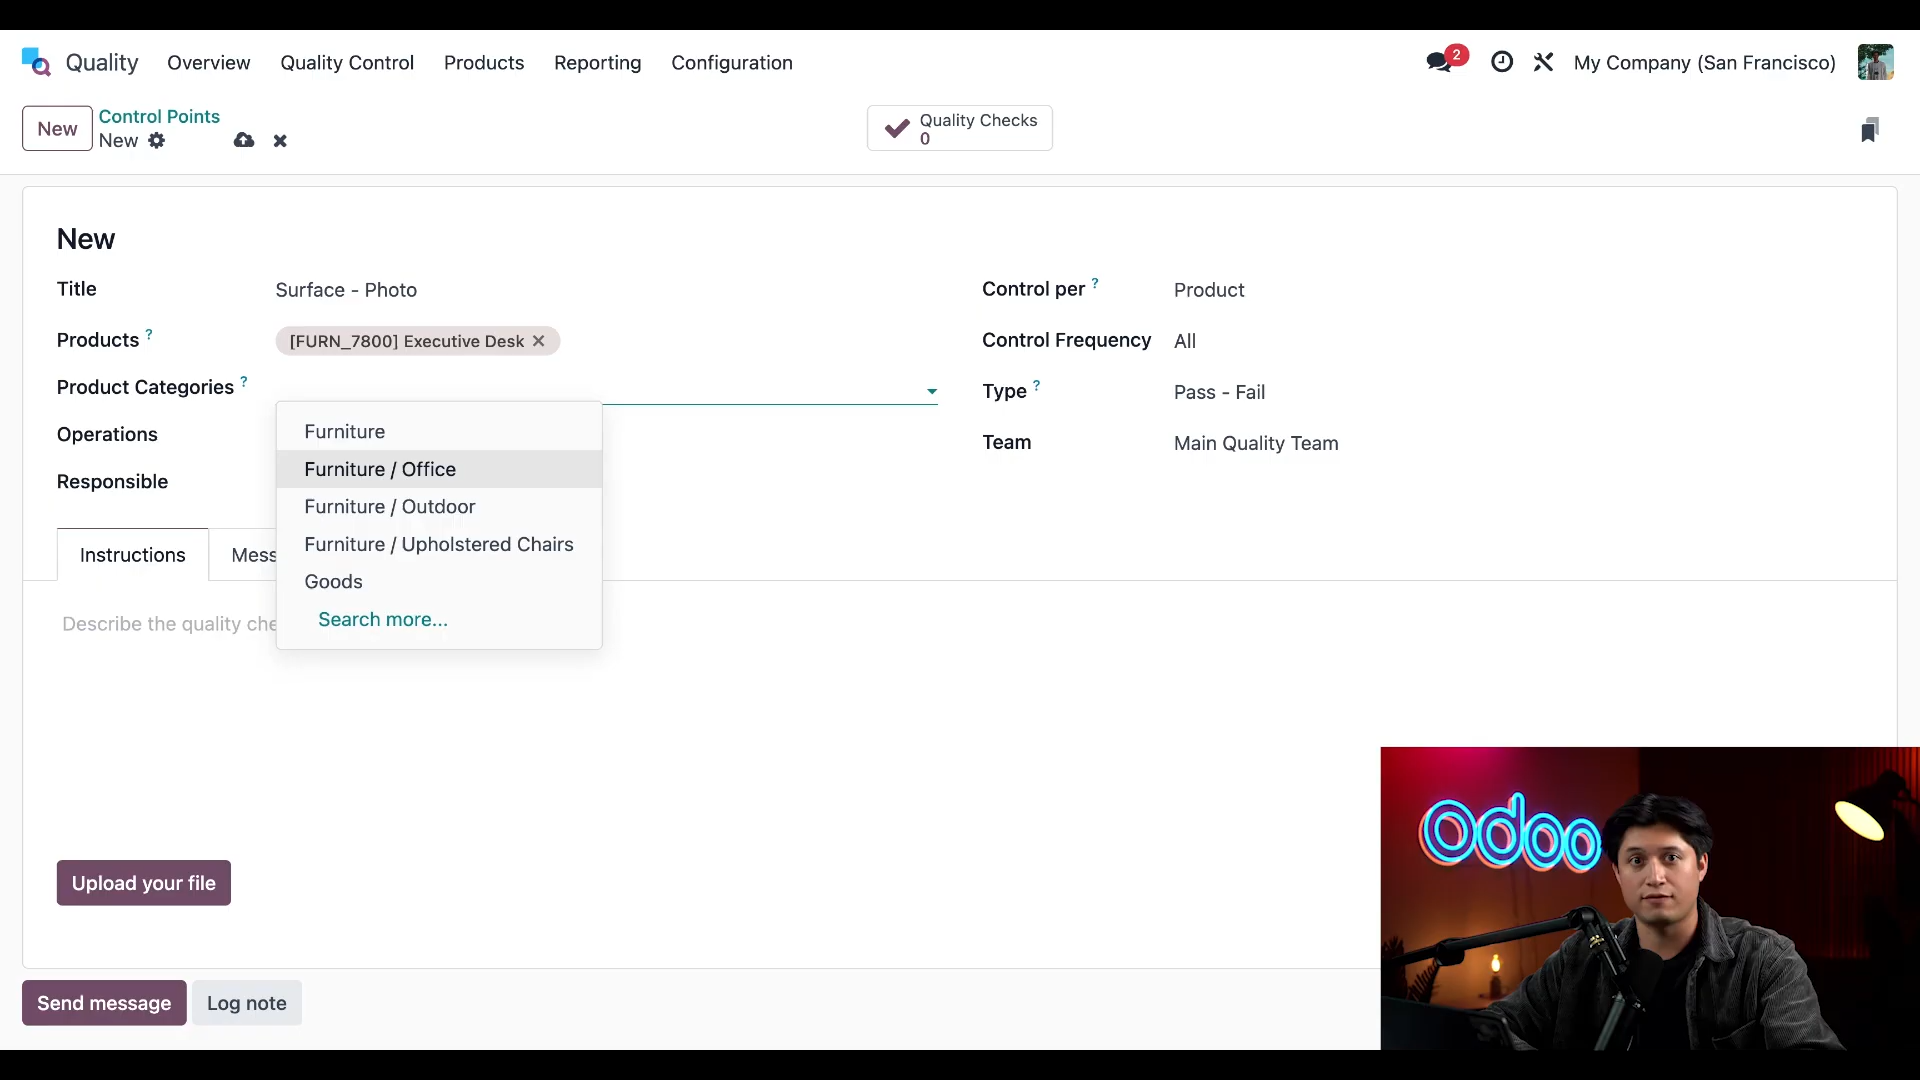 Quality
Overview
Quality Control
Products
Reporting
Configuration
2
My Company (San Francisco)
New
Control Points
New
Quality Checks
0
New
Title
Surface - Photo
Products ?
[FURN_7800] Executive Desk
Product Categories ?
Operations
Responsible
Control per ?
Product
Control Frequency
All
Type ?
Pass - Fail
Team
Main Quality Team
Furniture
Furniture / Office
Furniture / Outdoor
Furniture / Upholstered Chairs
Goods
Search more...
Instructions
Mess
Describe the quality che
Upload your file
Send message
Log note
odoo